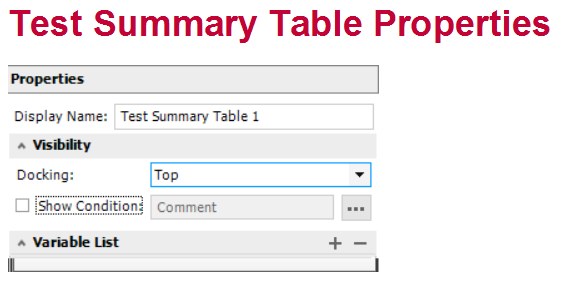 Test Summary Table Properties
Properties
Display Name: Test Summary Table 1
Visibility
Docking: Top
Show Condition: Comment ...
Variable List + −